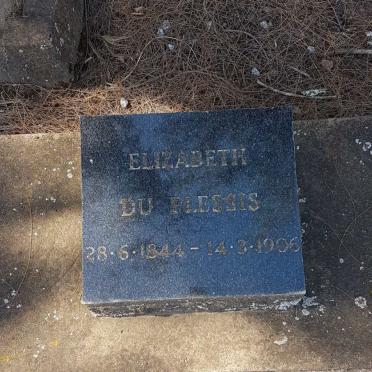 ELIZABETH
DU PLESSIS
28·6·1844 - 14·3·1906